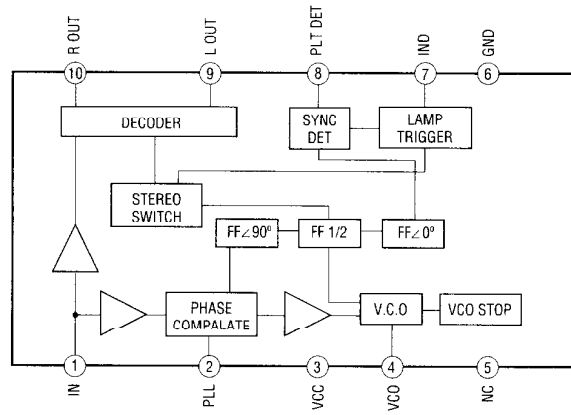 R OUT
L OUT
PLT DET
IND
GND
10
9
8
7
6
DECODER
SYNC
DET
LAMP
TRIGGER
STEREO
SWITCH
FF∠90°
FF 1/2
FF∠0°
PHASE
COMPALATE
V.C.O
VCO STOP
1
2
3
4
5
IN
PLL
VCC
VCO
NC